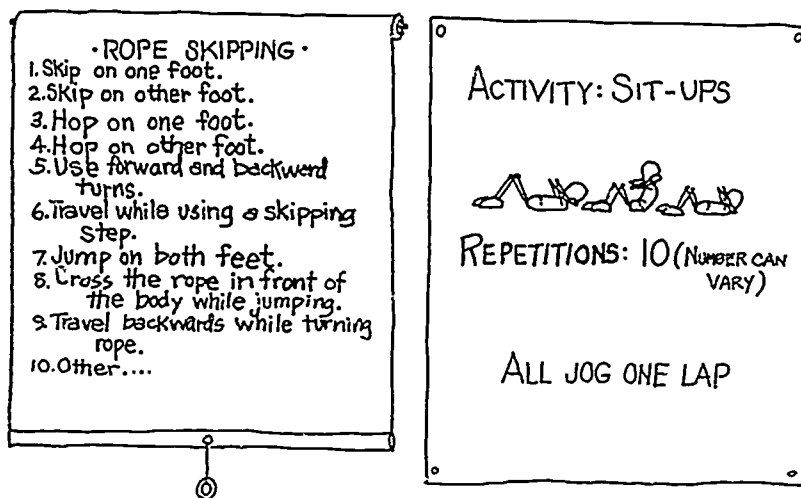 · ROPE SKIPPING ·
1. Skip on one foot.
2. Skip on other foot.
3. Hop on one foot.
4. Hop on other foot.
5. Use forward and backward
turns.
6. Travel while using a skipping
step.
7. Jump on both feet.
8. Cross the rope in front of
the body while jumping.
9. Travel backwards while turning
rope.
10. Other....
ACTIVITY: SIT-UPS
REPETITIONS: 10 (NUMBER CAN
VARY)
ALL JOG ONE LAP